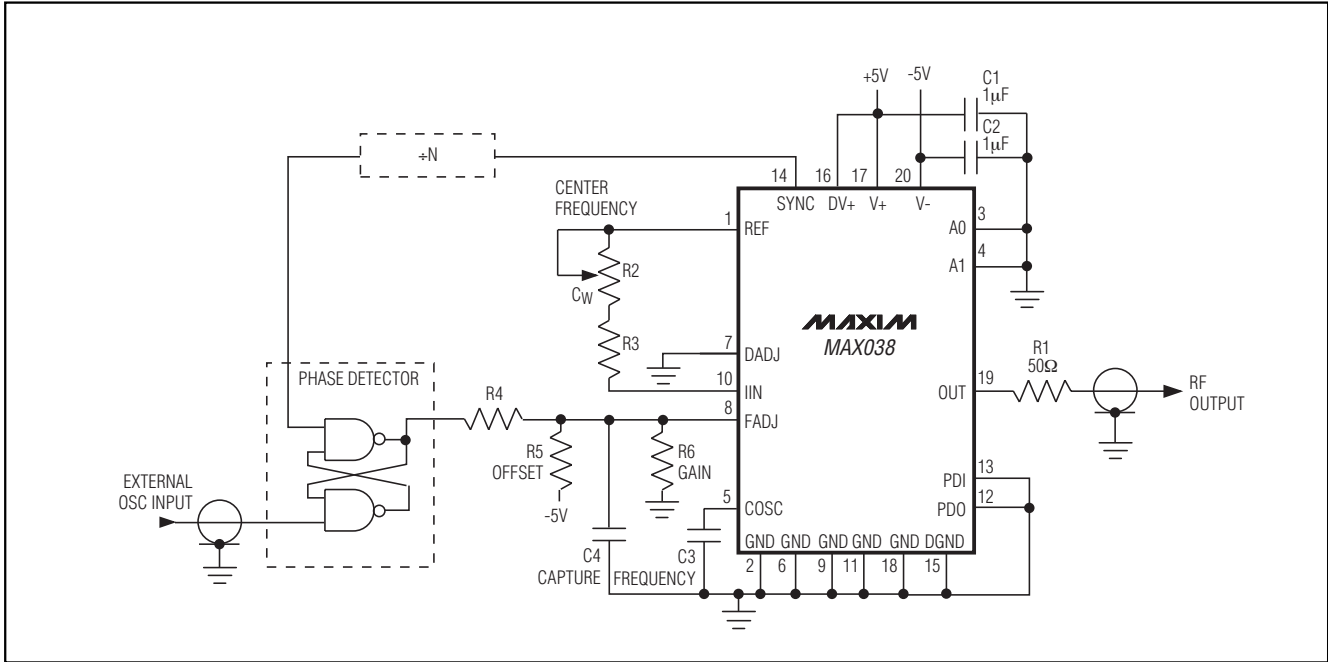 +5V
-5V
C1
1µF
C2
1µF
÷N
14
16
17
20
SYNC
DV+
V+
V-
CENTER
FREQUENCY
1
REF
3
A0
4
A1
R2
CW
R3
MAXIM
MAX038
7
DADJ
10
IIN
8
FADJ
R1
50Ω
19
OUT
RF
OUTPUT
PHASE DETECTOR
R4
R5
OFFSET
-5V
R6
GAIN
EXTERNAL
OSC INPUT
5
COSC
13
PDI
12
PDO
C4
CAPTURE
C3
FREQUENCY
GND
GND
GND
GND
GND
DGND
2
6
9
11
18
15